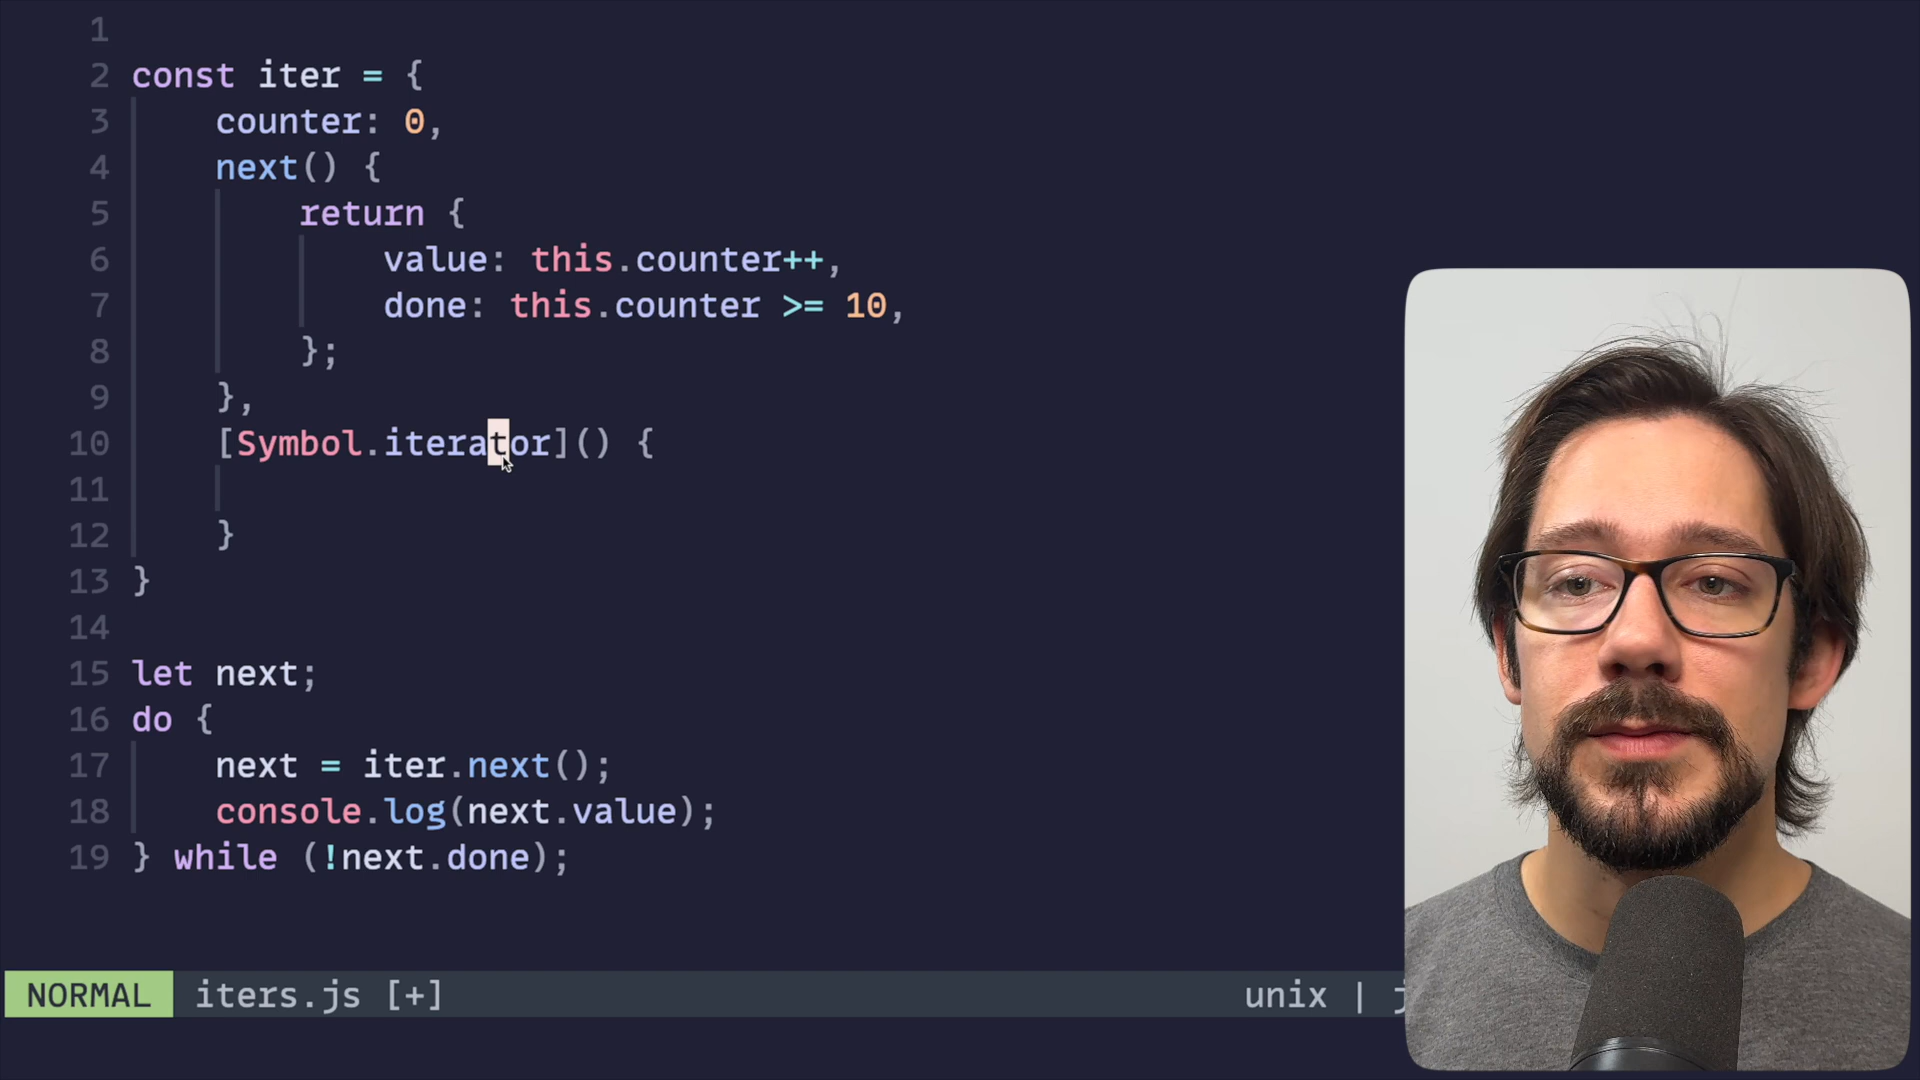 1
2 const iter = {
3     counter: 0,
4     next() {
5         return {
6             value: this.counter++,
7             done: this.counter >= 10,
8         };
9     },
10     [Symbol.iterator]() {
11
12     }
13 }
14
15 let next;
16 do {
17     next = iter.next();
18     console.log(next.value);
19 } while (!next.done);
NORMAL iters.js [+] unix | j